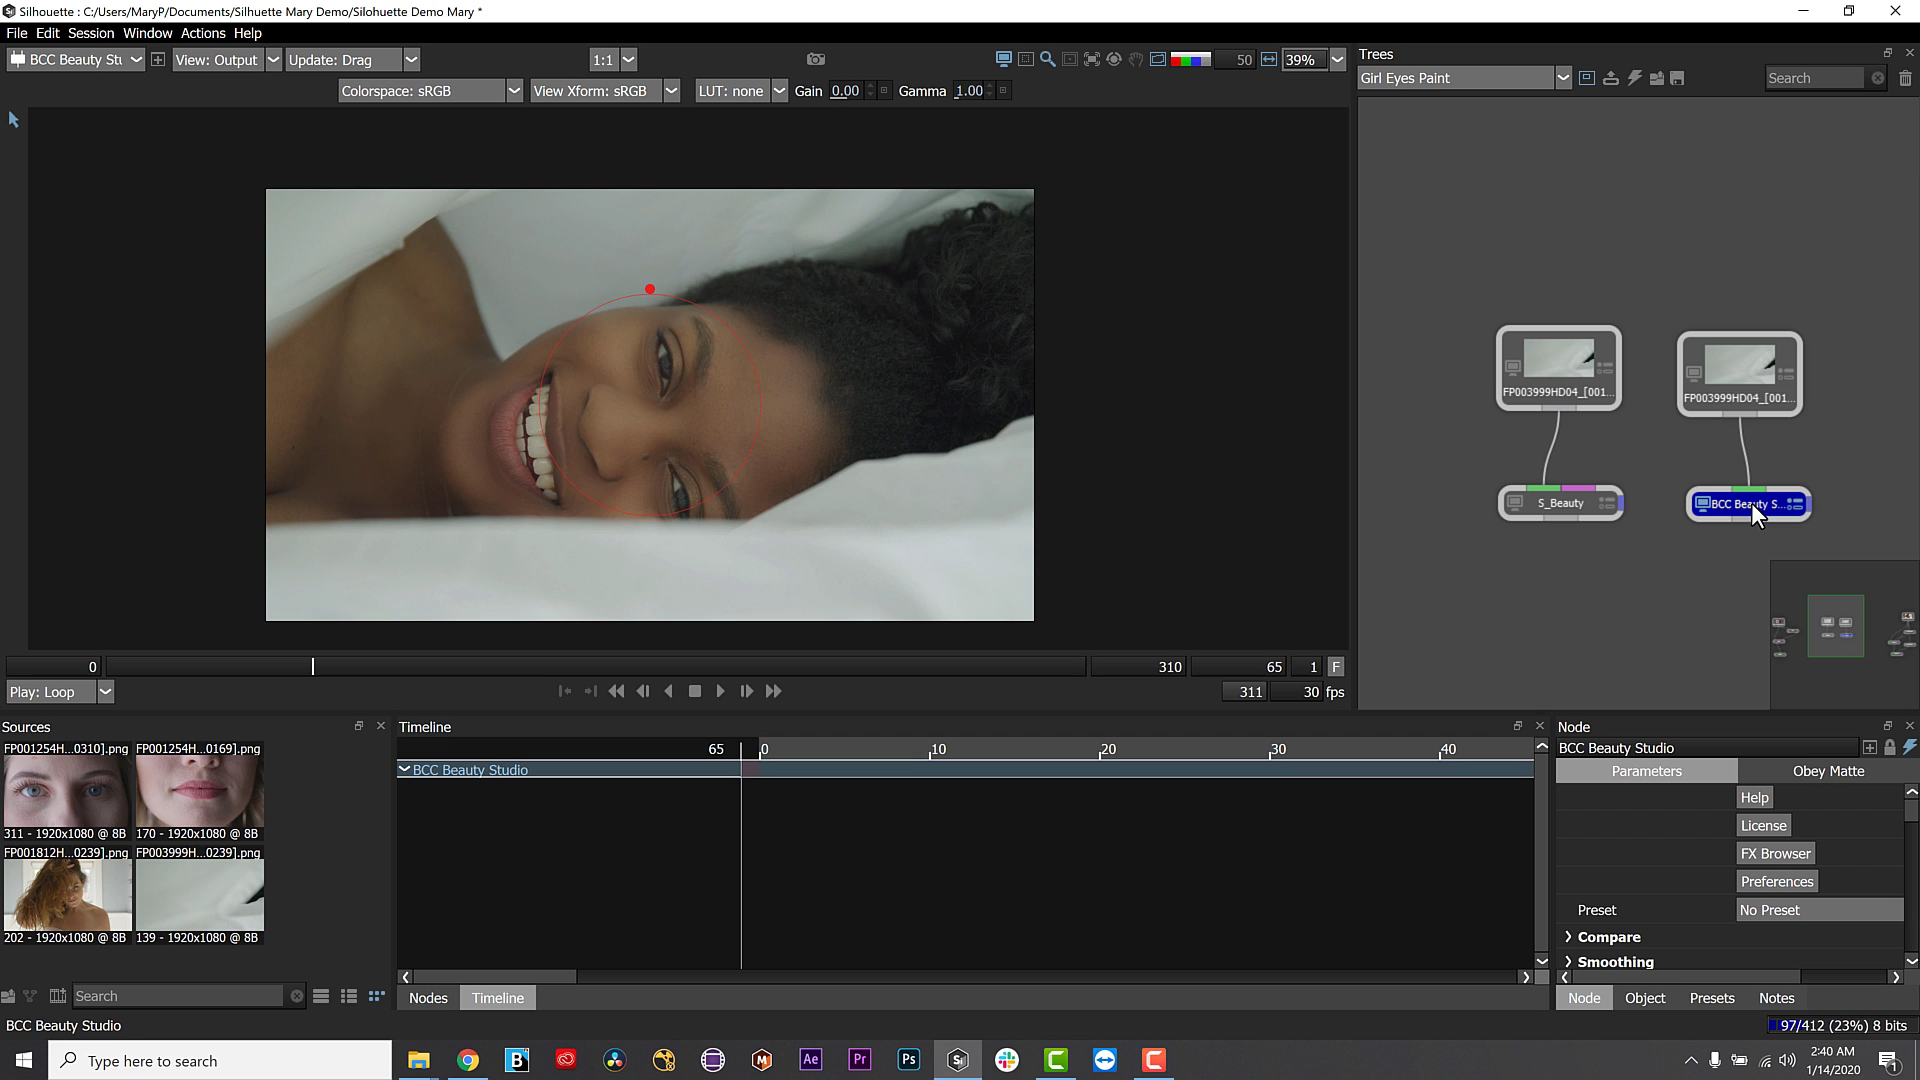 Silhouette : C:/Users/MaryP/Documents/Silhuette Mary Demo/Silohuette Demo Mary *
File Edit Session Window Actions Help
BCC Beauty Stu View: Output Update: Drag 1:1 50 39%
Colorspace: sRGB View Xform: sRGB LUT: none Gain 0.00 Gamma 1.00
Trees
Girl Eyes Paint Search
FP003999HD04_[001... FP003999HD04_[001...
S_Beauty BCC Beauty S...
0 310 65 1 F
Play: Loop 311 30 fps
Sources
FP001254H...0310].png FP001254H...0169].png
311 - 1920x1080 @ 8B 170 - 1920x1080 @ 8B
FP001812H...0239].png FP003999H...0239].png
202 - 1920x1080 @ 8B 139 - 1920x1080 @ 8B
Search
Timeline
65 0 10 20 30 40
BCC Beauty Studio
Nodes Timeline
Node
BCC Beauty Studio
Parameters Obey Matte
Help
License
FX Browser
Preferences
Preset No Preset
Compare
Smoothing
Node Object Presets Notes
BCC Beauty Studio 97/412 (23%) 8 bits
Type here to search
B M Ae Pr Ps Si C C
2:40 AM
1/14/2020
1